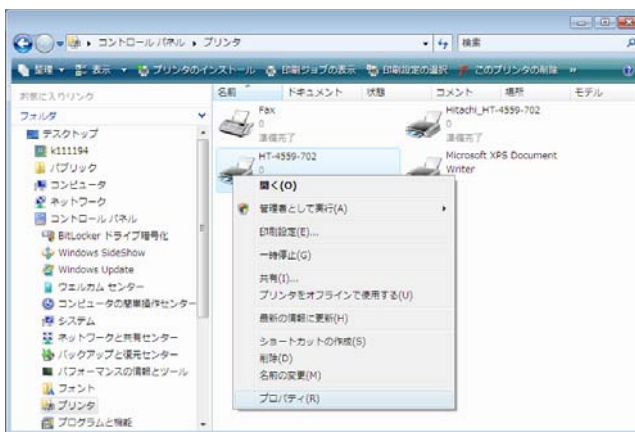 コントロール パネル ▸ プリンタ
検索
整理 表示 プリンタのインストール 印刷ジョブの表示 印刷設定の選択 このプリンタの削除 »
お気に入りリンク
名前 ドキュメント 状態 コメント 場所 モデル
フォルダ
デスクトップ
k111194
パブリック
コンピュータ
ネットワーク
コントロール パネル
BitLocker ドライブ暗号化
Windows SideShow
Windows Update
ウェルカム センター
コンピュータの簡単操作センター
システム
ネットワークと共有センター
バックアップと復元センター
パフォーマンスの情報とツール
フォント
プリンタ
プログラムと機能
Fax
0
準備完了
Hitachi_HT-4559-702
0
準備完了
HT-4559-702
0
Microsoft XPS Document
Writer
開く(O)
管理者として実行(A)
印刷設定(E)...
一時停止(G)
共有(I)...
プリンタをオフラインで使用する(U)
最新の情報に更新(H)
ショートカットの作成(S)
削除(D)
名前の変更(M)
プロパティ(R)